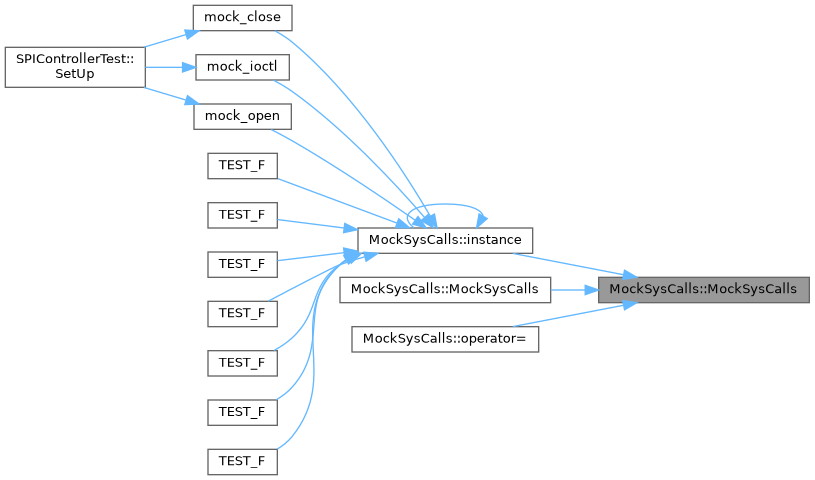 mock_close
SPIControllerTest::
SetUp
mock_ioctl
mock_open
TEST_F
TEST_F
MockSysCalls::instance
TEST_F
MockSysCalls::MockSysCalls
MockSysCalls::MockSysCalls
TEST_F
MockSysCalls::operator=
TEST_F
TEST_F
TEST_F